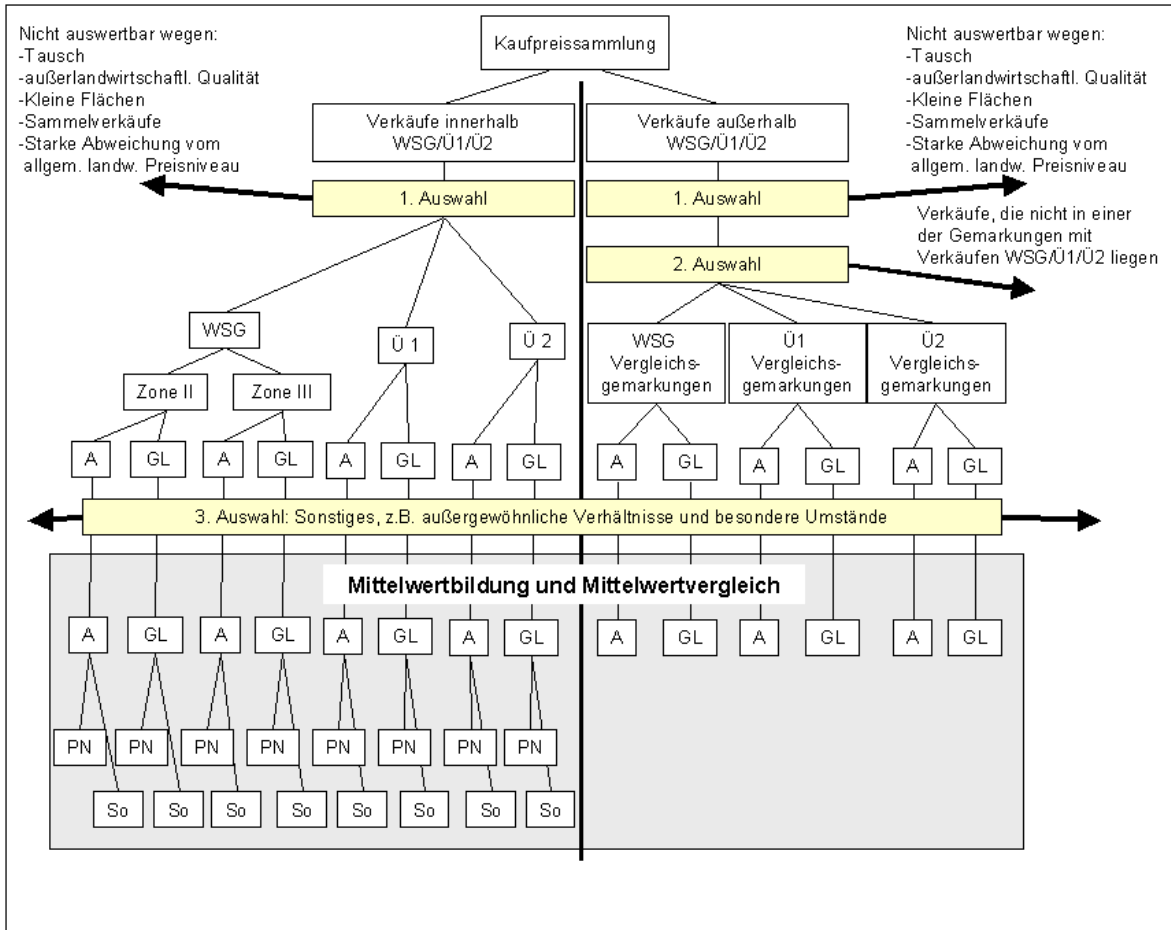 Kaufpreissammlung
Nicht auswertbar wegen:
-Tausch
-außerlandwirtschaftl. Qualität
-Kleine Flächen
-Sammelverkäufe
-Starke Abweichung vom
allgem. landw. Preisniveau
Nicht auswertbar wegen:
-Tausch
-außerlandwirtschaftl. Qualität
-Kleine Flächen
-Sammelverkäufe
-Starke Abweichung vom
allgem. landw. Preisniveau
Verkäufe innerhalb
WSG/Ü1/Ü2
Verkäufe außerhalb
WSG/Ü1/Ü2
1. Auswahl
1. Auswahl
Verkäufe, die nicht in einer
der Gemarkungen mit
Verkäufen WSG/Ü1/Ü2 liegen
2. Auswahl
WSG
Ü 1
Ü 2
WSG
Vergleichs-
gemarkungen
Ü1
Vergleichs-
gemarkungen
Ü2
Vergleichs-
gemarkungen
Zone II
Zone III
A
GL
A
GL
A
GL
A
GL
A
GL
A
GL
A
GL
3. Auswahl: Sonstiges, z.B. außergewöhnliche Verhältnisse und besondere Umstände
Mittelwertbildung und Mittelwertvergleich
A
GL
A
GL
A
GL
A
GL
A
GL
A
GL
A
GL
PN
PN
PN
PN
PN
PN
PN
PN
So
So
So
So
So
So
So
So